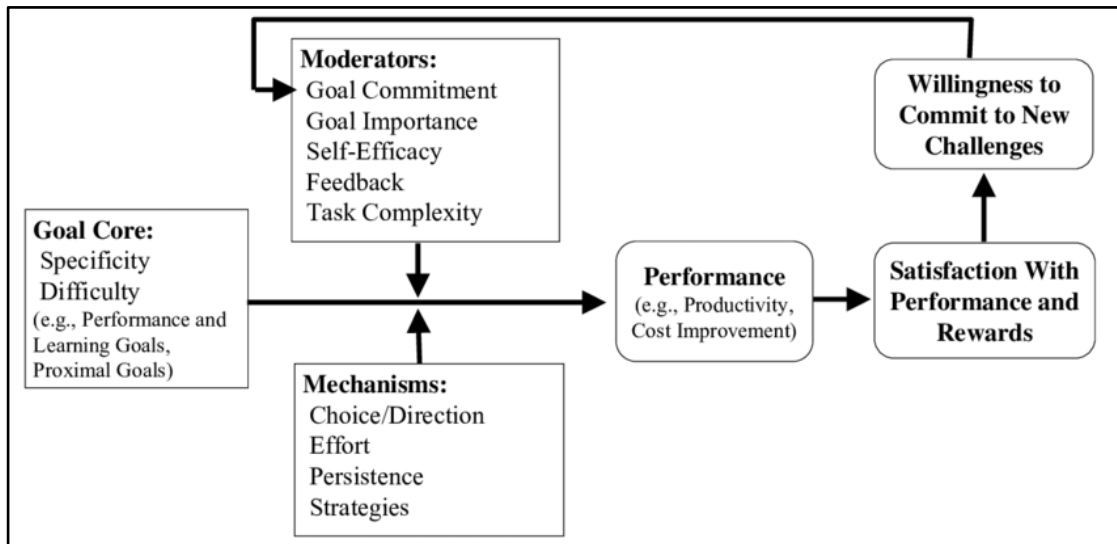 Moderators:
Goal Commitment
Goal Importance
Self-Efficacy
Feedback
Task Complexity
Willingness to
Commit to New
Challenges
Goal Core:
Specificity
Difficulty
(e.g., Performance and
Learning Goals,
Proximal Goals)
Performance
(e.g., Productivity,
Cost Improvement)
Satisfaction With
Performance and
Rewards
Mechanisms:
Choice/Direction
Effort
Persistence
Strategies